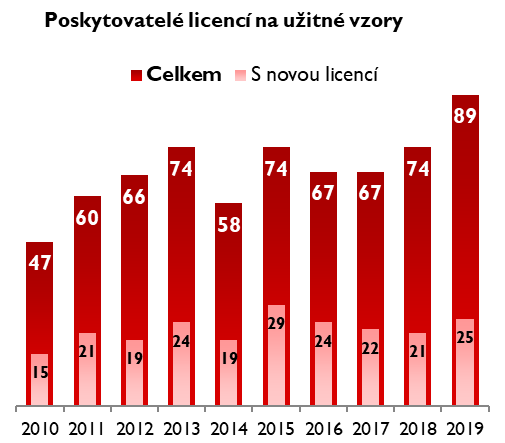 Poskytovatelé licencí na užitné vzory
Celkem S novou licencí
89
74 74 74
66 67 67
60 58
47
29
24 24 25
21 19 19 22 21
15
2010 2011 2012 2013 2014 2015 2016 2017 2018 2019